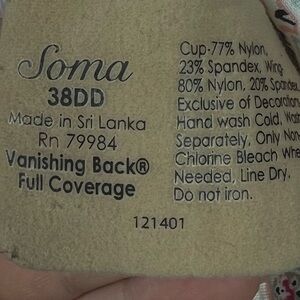 Soma
38DD
Made in Sri Lanka
Rn 79984
Vanishing Back®
Full Coverage
Cup-77% Nylon,
23% Spandex, Wing-
80% Nylon, 20% Spandex,
Exclusive of Decoration
Hand wash Cold,
Separately, Only Non
Chlorine Bleach Whe
Needed, Line Dry,
Do not iron.
121401